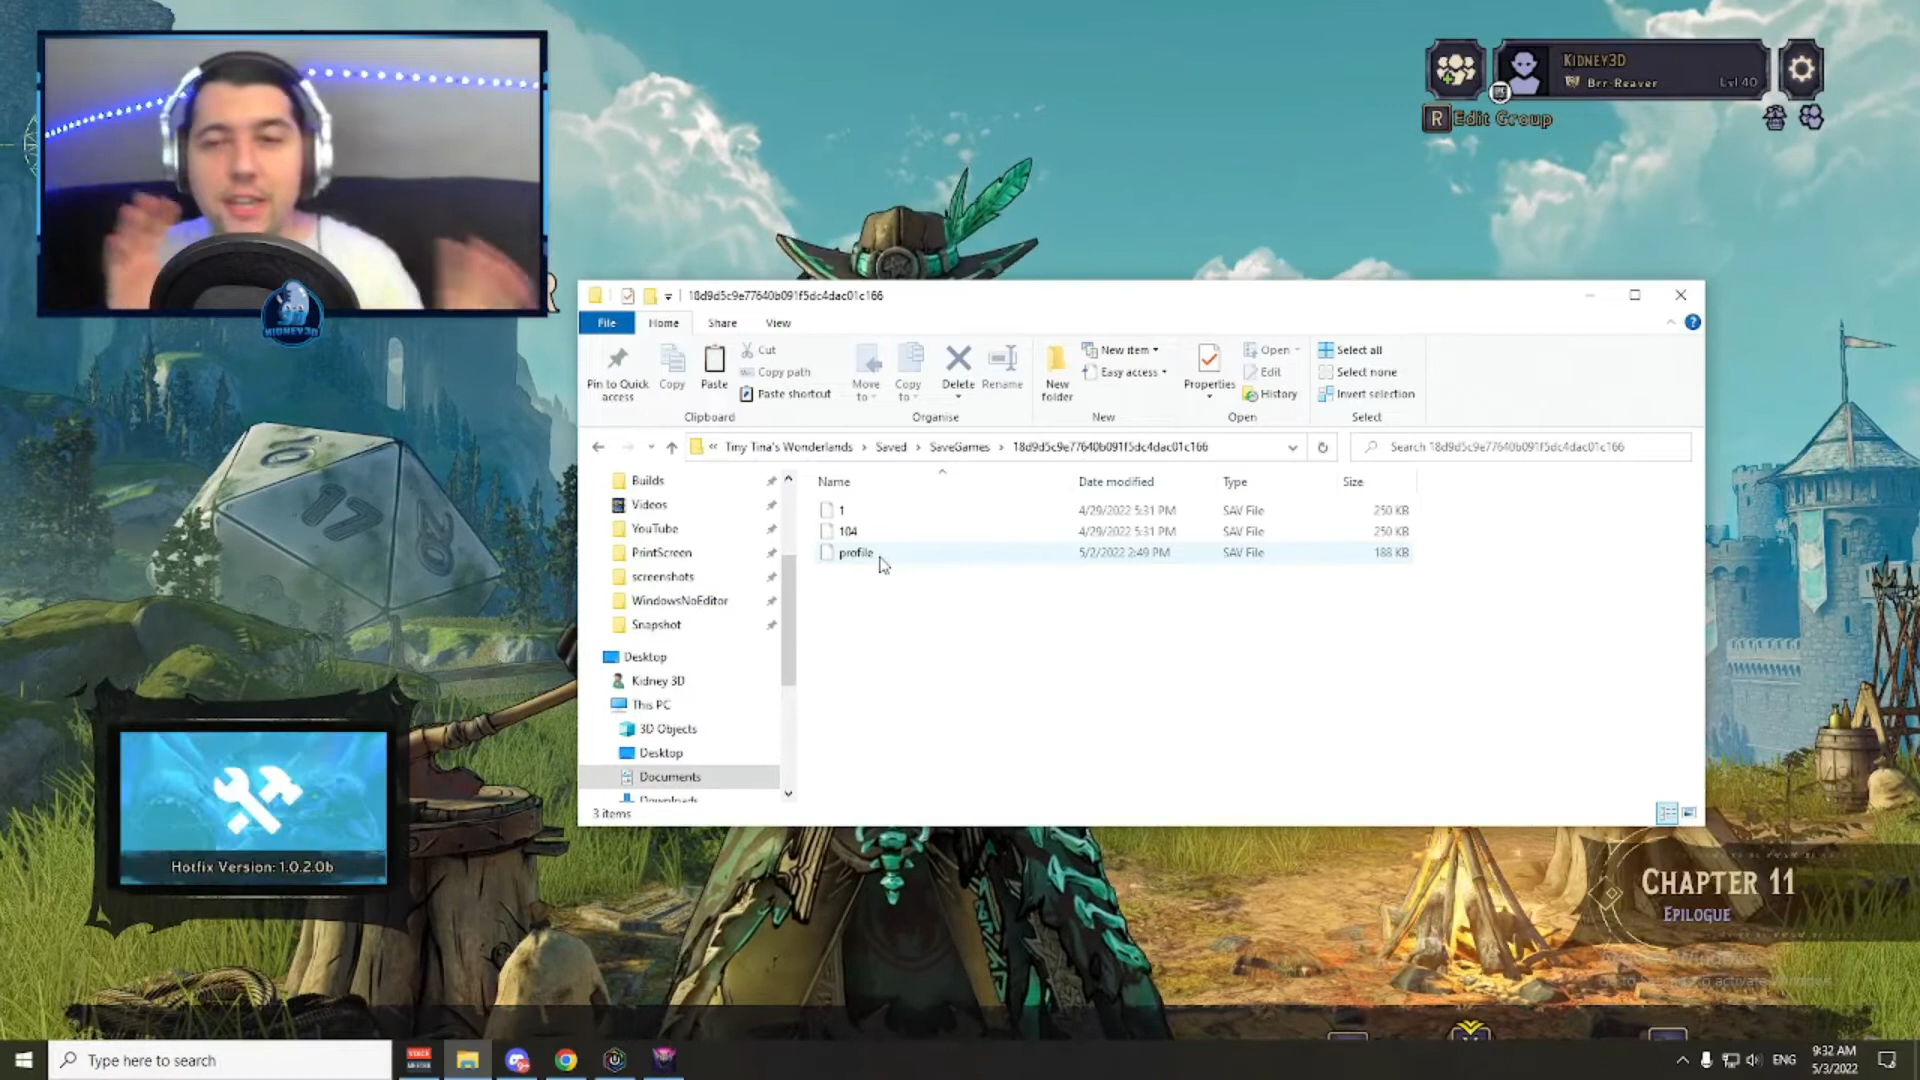 KIDNEY3D
Brr-Reaver
Lvl 40
R Edit Group
KIDNEY3D
10
17
20
18d9d5c9e77640b091f5dc4dac01c166
File Home Share View
Pin to Quick access
Copy
Paste
Cut
Copy path
Paste shortcut
Clipboard
Move to
Copy to
Delete
Rename
Organise
New folder
New item
Easy access
New
Properties
Open
Edit
History
Open
Select all
Select none
Invert selection
Select
« Tiny Tina's Wonderlands > Saved > SaveGames > 18d9d5c9e77640b091f5dc4dac01c166
Search 18d9d5c9e77640b091f5dc4dac01c166
Builds
Videos
YouTube
PrintScreen
screenshots
WindowsNoEditor
Snapshot
Desktop
Kidney 3D
This PC
3D Objects
Desktop
Documents
Downloads
Name Date modified Type Size
1 4/29/2022 5:31 PM SAV File 250 KB
104 4/29/2022 5:31 PM SAV File 250 KB
profile 5/2/2022 2:49 PM SAV File 188 KB
3 items
Hotfix Version: 1.0.2.0b
CHAPTER 11
EPILOGUE
Type here to search
ENG
9:32 AM
5/3/2022